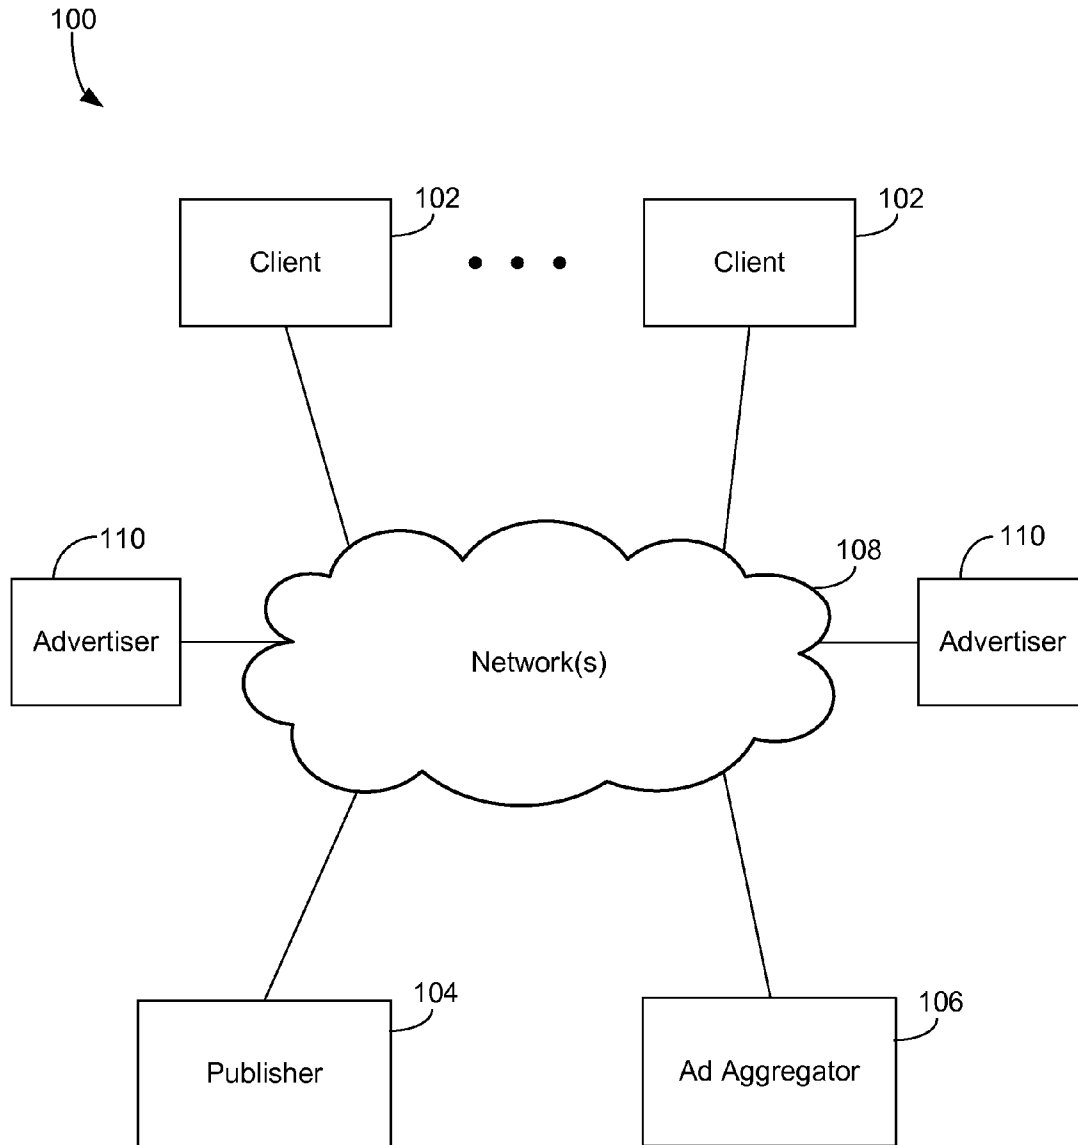 100
102
102
Client
Client
110
110
108
Advertiser
Advertiser
Network(s)
104
106
Publisher
Ad Aggregator